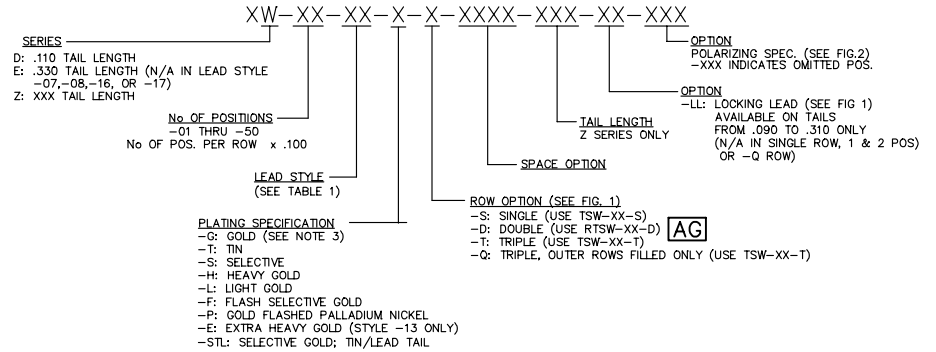 XW-XX-XX-X-X-XXXX-XXX-XX-XXX
SERIES
D: .110 TAIL LENGTH
E: .330 TAIL LENGTH (N/A IN LEAD STYLE
-07,-08,-16, OR -17)
Z: XXX TAIL LENGTH
No OF POSITIONS
-01 THRU -50
No OF POS. PER ROW x .100
LEAD STYLE
(SEE TABLE 1)
PLATING SPECIFICATION
-G: GOLD (SEE NOTE 3)
-T: TIN
-S: SELECTIVE
-H: HEAVY GOLD
-L: LIGHT GOLD
-F: FLASH SELECTIVE GOLD
-P: GOLD FLASHED PALLADIUM NICKEL
-E: EXTRA HEAVY GOLD (STYLE -13 ONLY)
-STL: SELECTIVE GOLD; TIN/LEAD TAIL
ROW OPTION (SEE FIG. 1)
-S: SINGLE (USE TSW-XX-S)
-D: DOUBLE (USE RTSW-XX-D) AG
-T: TRIPLE (USE TSW-XX-T)
-Q: TRIPLE, OUTER ROWS FILLED ONLY (USE TSW-XX-T)
SPACE OPTION
TAIL LENGTH
Z SERIES ONLY
OPTION
-LL: LOCKING LEAD (SEE FIG 1)
AVAILABLE ON TAILS
FROM .090 TO .310 ONLY
(N/A IN SINGLE ROW, 1 & 2 POS)
OR -Q ROW)
OPTION
POLARIZING SPEC. (SEE FIG.2)
-XXX INDICATES OMITTED POS.